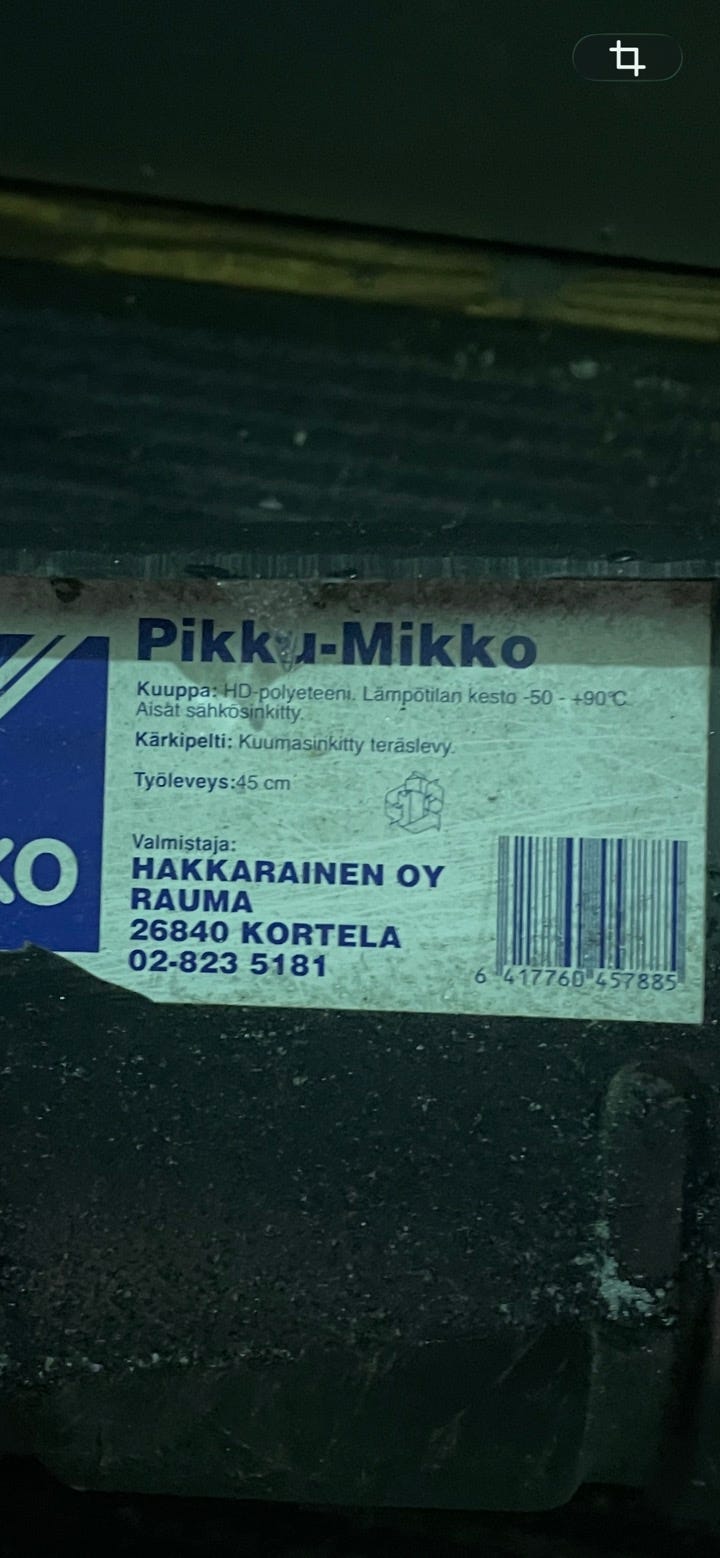 Pikku-Mikko
Kuuppa: HD-polyeteeni. Lämpötilan kesto -50 - +90°C.
Aisat sähkösinkitty.
Kärkipelti: Kuumasinkitty teräslevy.
Työleveys:45 cm
KO
Valmistaja:
HAKKARAINEN OY
RAUMA
26840 KORTELA
02-823 5181
6 417760 457885